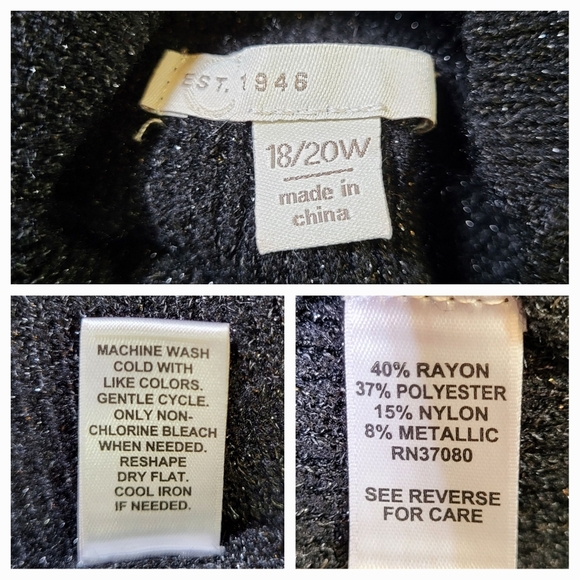 EST. 1946
18/20W
made in
china
MACHINE WASH
COLD WITH
LIKE COLORS.
GENTLE CYCLE.
ONLY NON-
CHLORINE BLEACH
WHEN NEEDED.
RESHAPE
DRY FLAT.
COOL IRON
IF NEEDED.
40% RAYON
37% POLYESTER
15% NYLON
8% METALLIC
RN37080
SEE REVERSE
FOR CARE